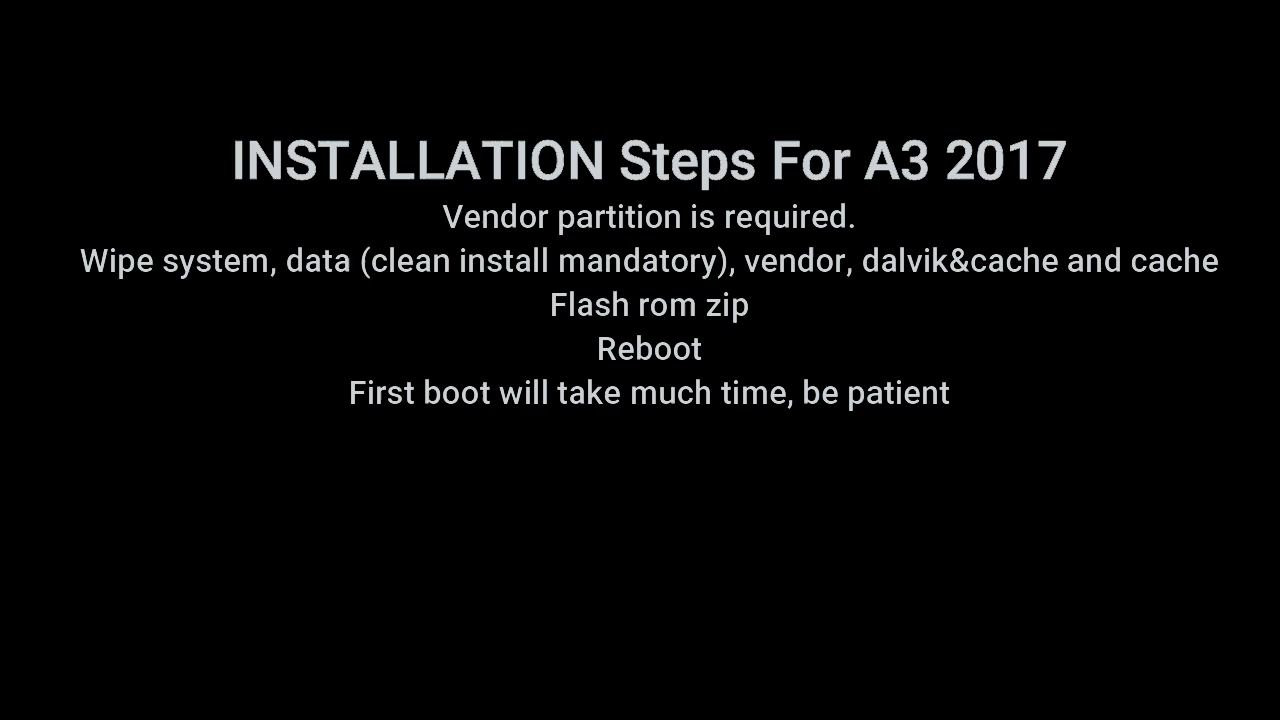 INSTALLATION Steps For A3 2017
Vendor partition is required.
Wipe system, data (clean install mandatory), vendor, dalvik&cache and cache
Flash rom zip
Reboot
First boot will take much time, be patient